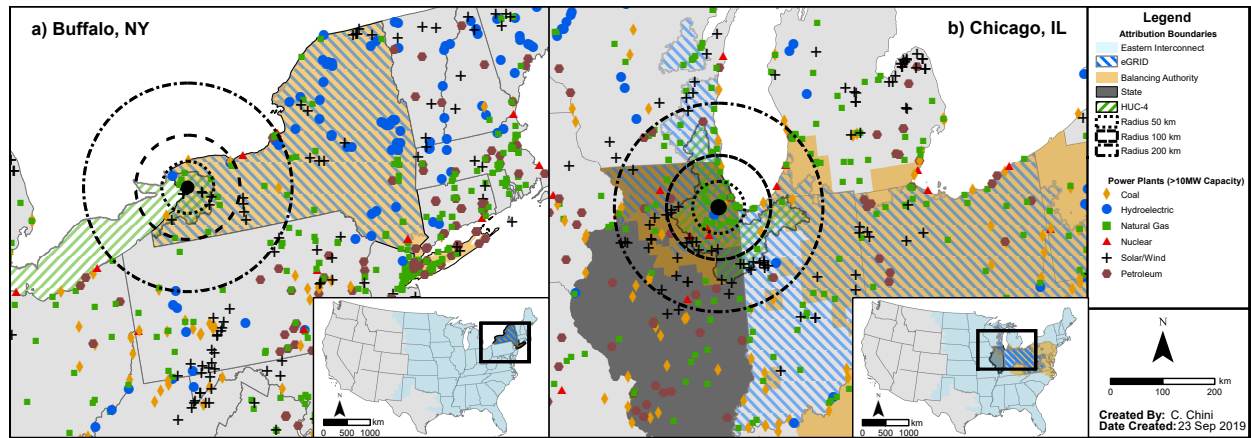 a) Buffalo, NY
N
km
0 500 1000
b) Chicago, IL
N
km
0 500 1000
Legend
Attribution Boundaries
Eastern Interconnect
eGRID
Balancing Authority
State
HUC-4
Radius 50 km
Radius 100 km
Radius 200 km
Power Plants (>10MW Capacity)
Coal
Hydroelectric
Natural Gas
Nuclear
Solar/Wind
Petroleum
N
km
0 100 200
Created By: C. Chini
Date Created: 23 Sep 2019